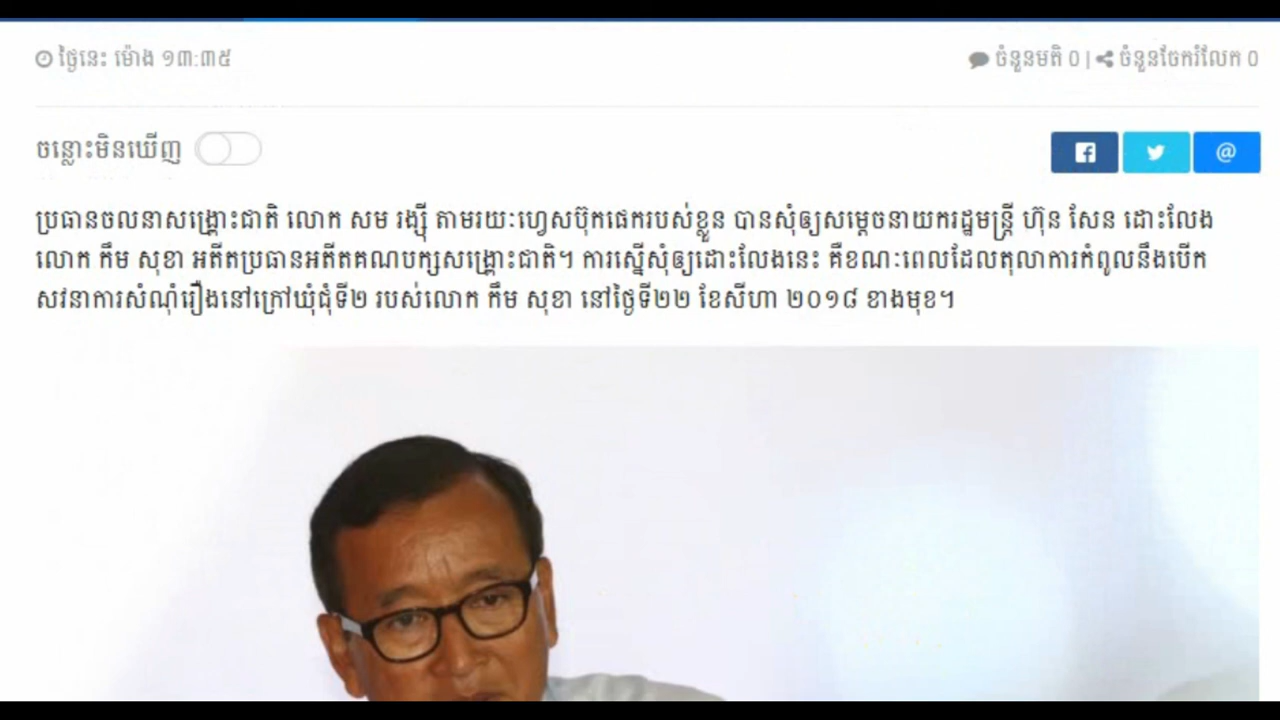 ថ្ងៃនេះ ម៉ោង ១៣:៣៥
ចំនួនមតិ 0 | ចំនួនចែករំលែក 0
ចន្លោះមិនឃើញ
ប្រធានចលនាសង្គ្រោះជាតិ លោក សម រង្ស៊ី តាមរយៈហ្វេសប៊ុកផេករបស់ខ្លួន បានសុំឲ្យសម្ដេចនាយករដ្ឋមន្ត្រី ហ៊ុន សែន ដោះលែង
លោក កឹម សុខា អតីតប្រធានអតីតគណបក្សសង្គ្រោះជាតិ។ ការស្នើសុំឲ្យដោះលែងនេះ គឺខណៈពេលដែលតុលាការកំពូលនឹងបើក
សវនាការសំណុំរឿងនៅក្រៅឃុំជុំទី២ របស់លោក កឹម សុខា នៅថ្ងៃទី២២ ខែសីហា ២០១៨ ខាងមុខ។